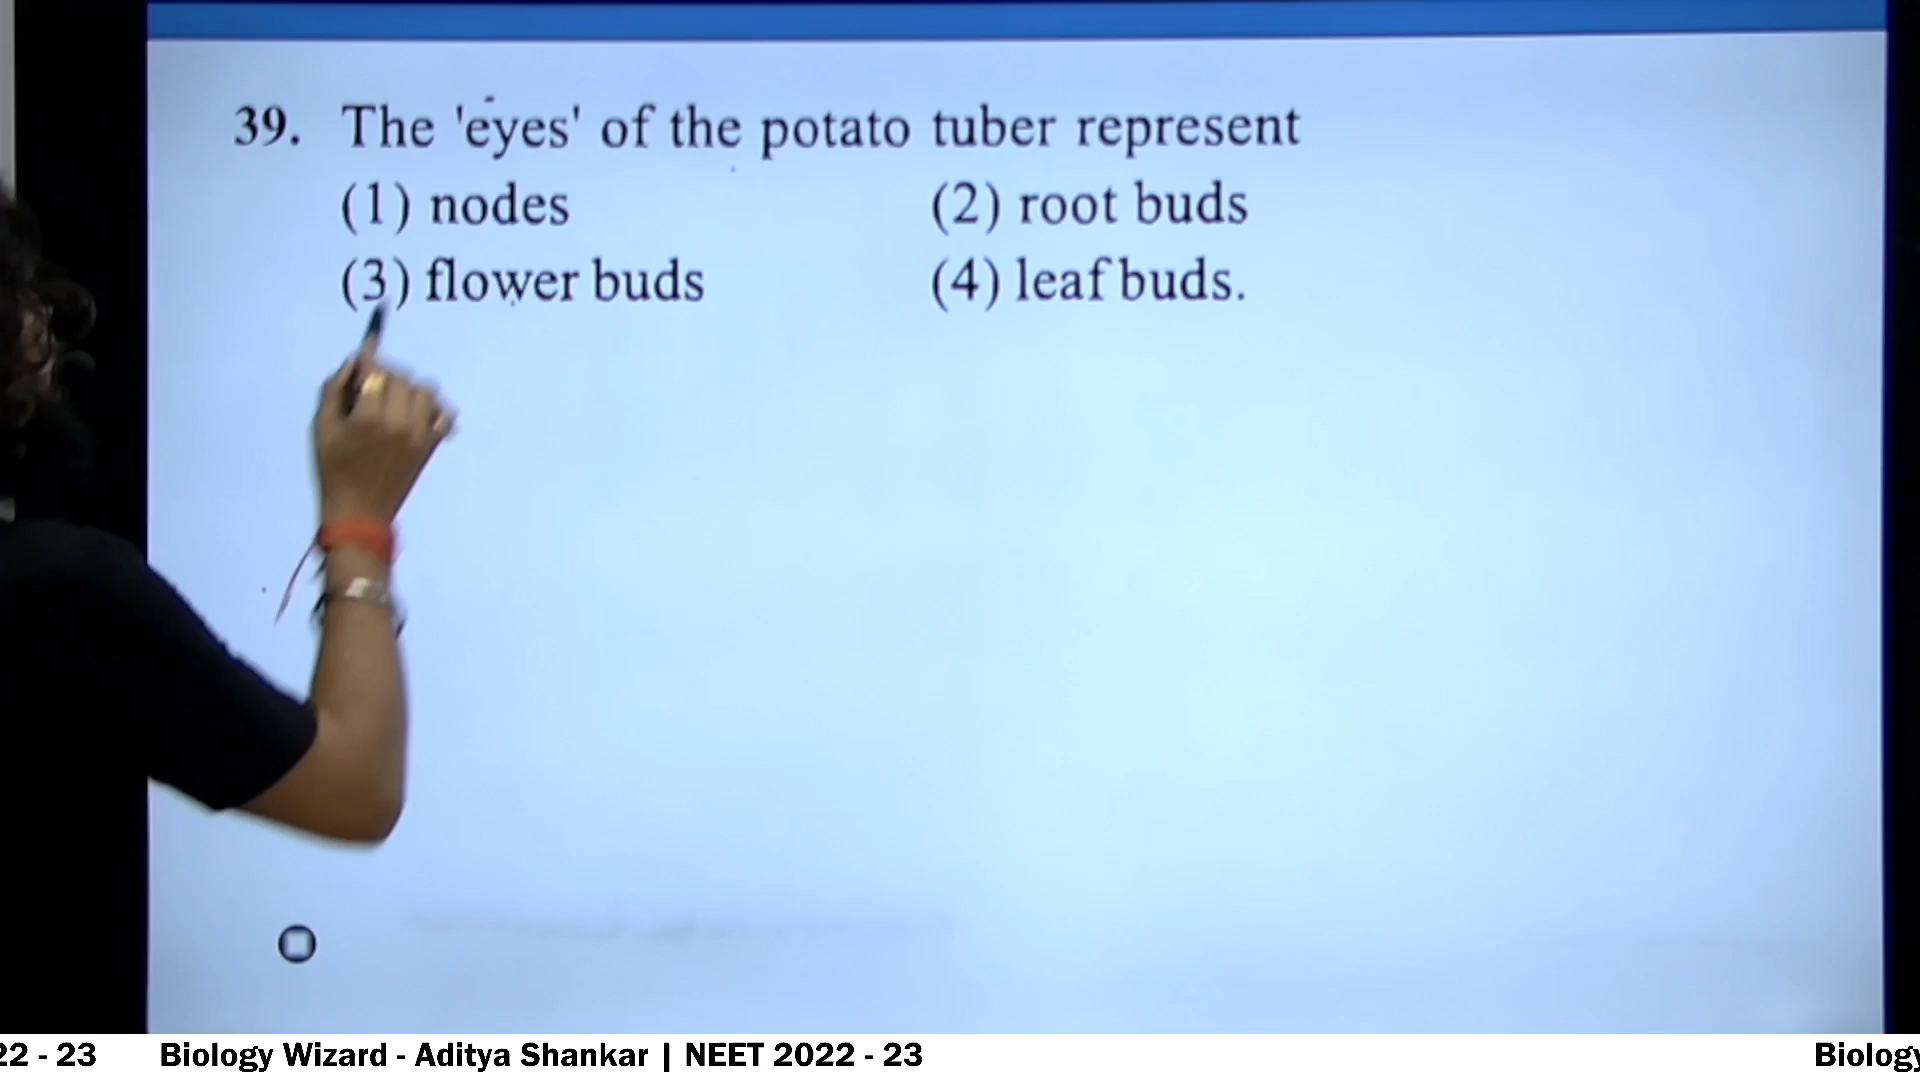 39. The 'eyes' of the potato tuber represent
(1) nodes (2) root buds
(3) flower buds (4) leaf buds.
22 - 23 Biology Wizard - Aditya Shankar | NEET 2022 - 23 Biology